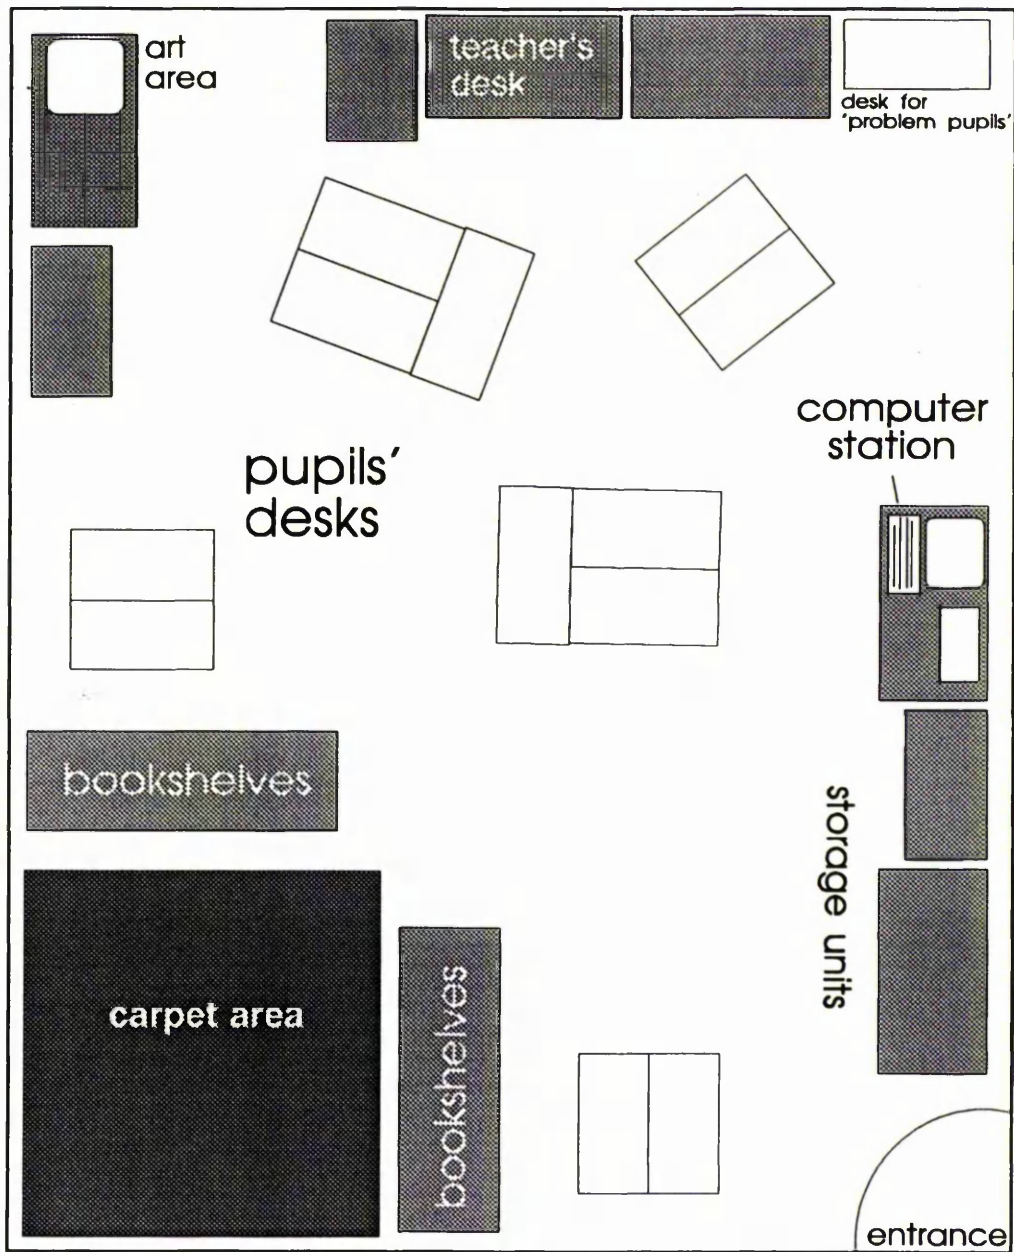 art
area
teacher's
desk
desk for
'problem pupils'
computer
station
pupils'
desks
bookshelves
storage units
carpet area
bookshelves
entrance